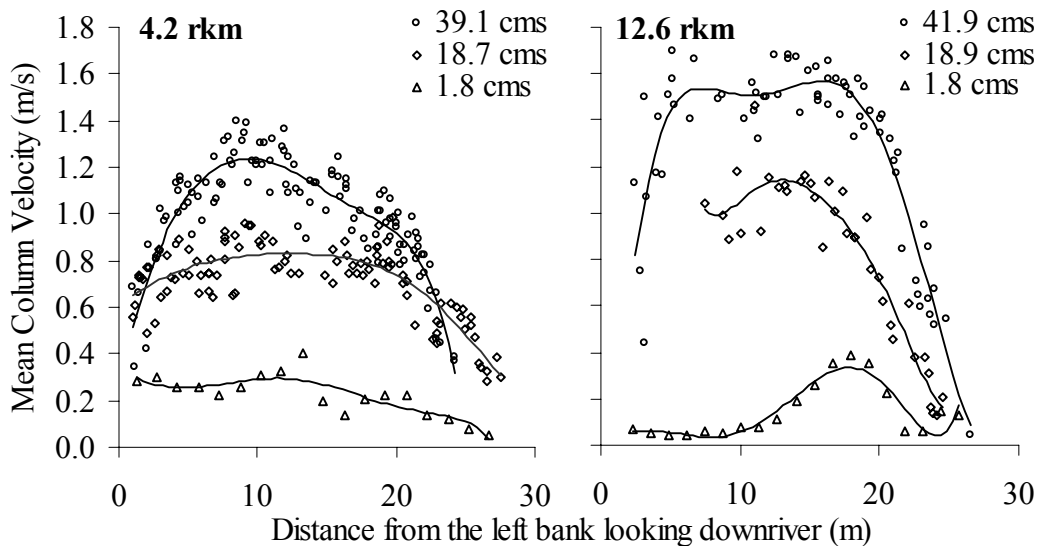 4.2 rkm
39.1 cms
18.7 cms
1.8 cms
12.6 rkm
41.9 cms
18.9 cms
1.8 cms
Mean Column Velocity (m/s)
1.8
1.6
1.4
1.2
1.0
0.8
0.6
0.4
0.2
0.0
0 10 20 30
0 10 20 30
Distance from the left bank looking downriver (m)